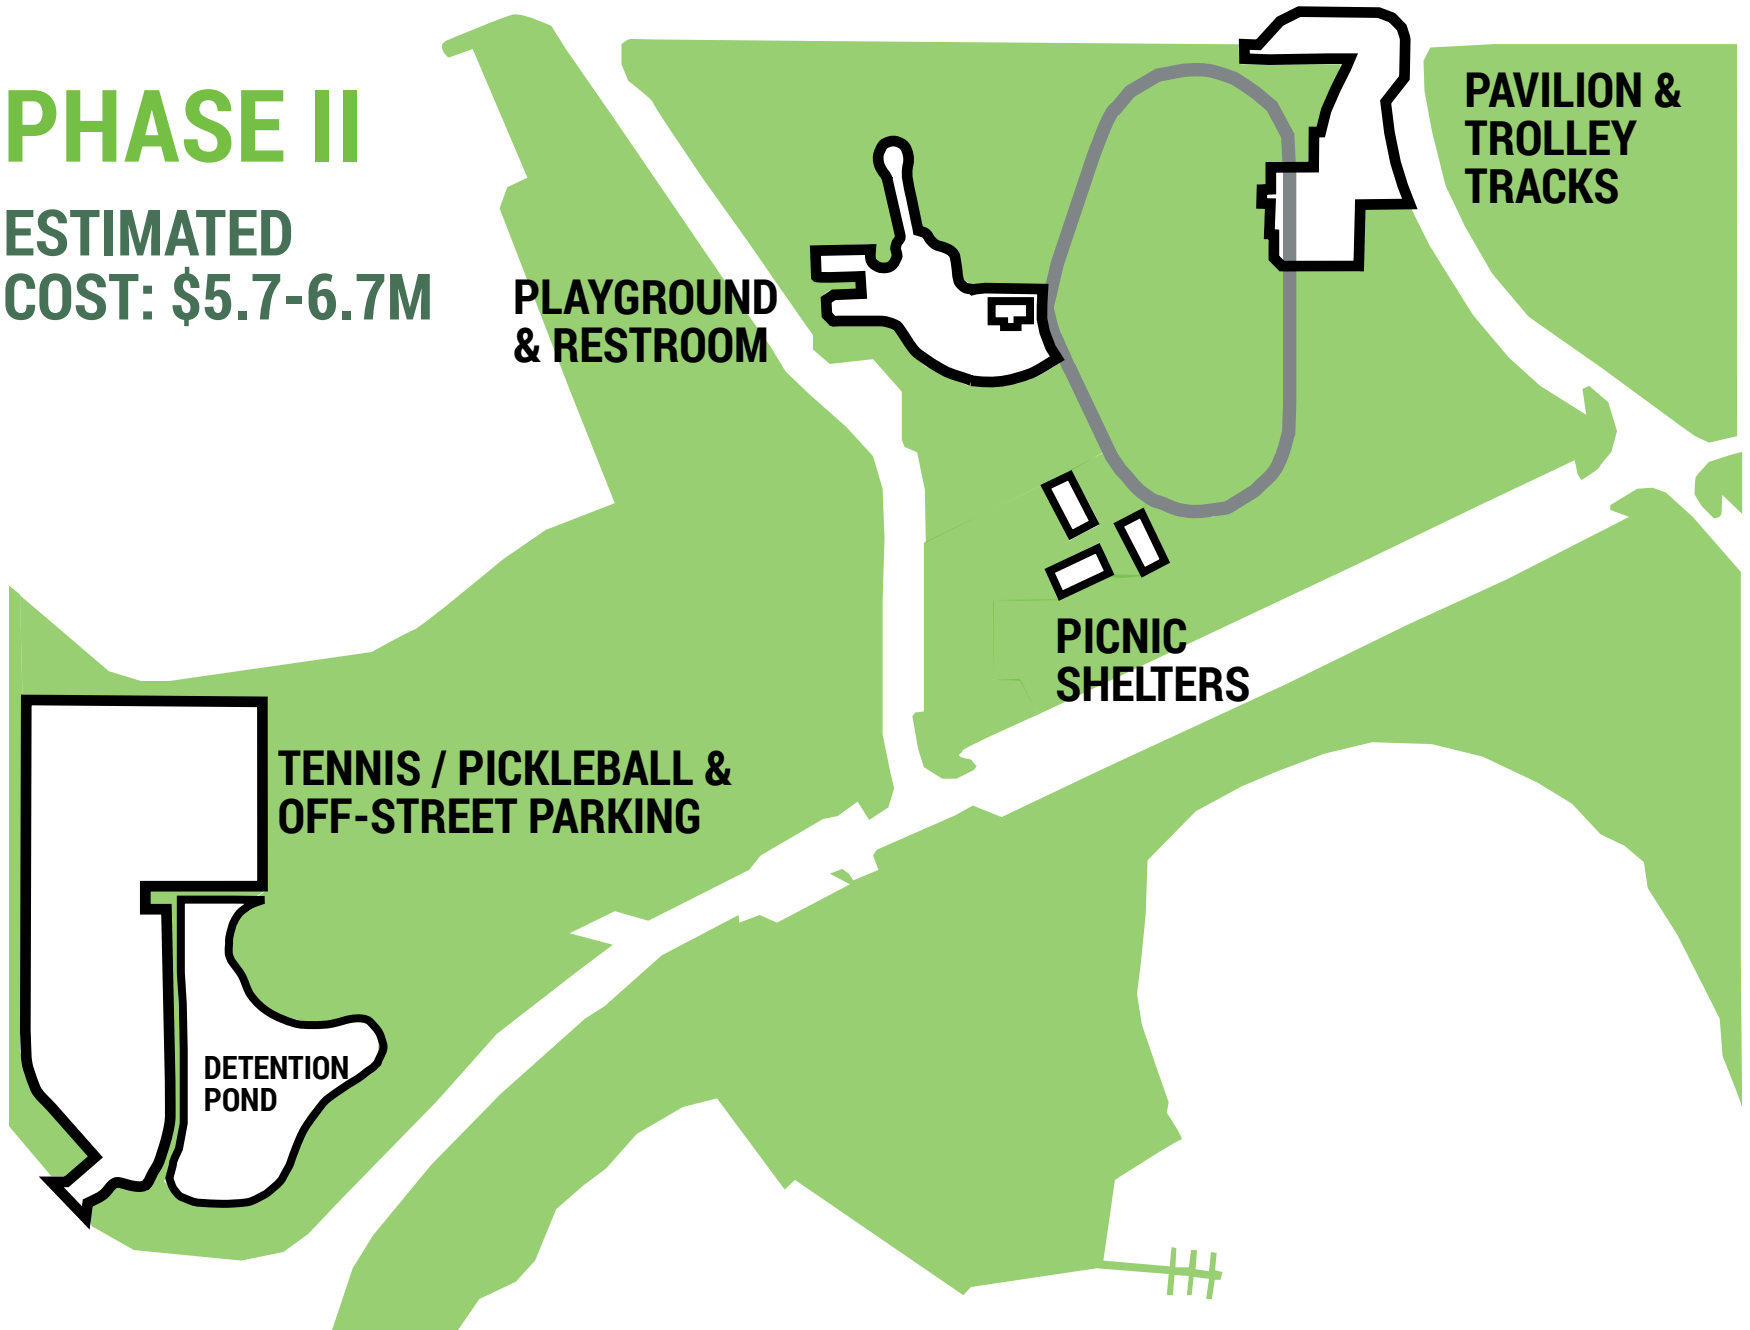 PHASE II
ESTIMATED
COST: $5.7-6.7M
PAVILION &
TROLLEY
TRACKS
PLAYGROUND
& RESTROOM
PICNIC
SHELTERS
TENNIS / PICKLEBALL &
OFF-STREET PARKING
DETENTION
POND